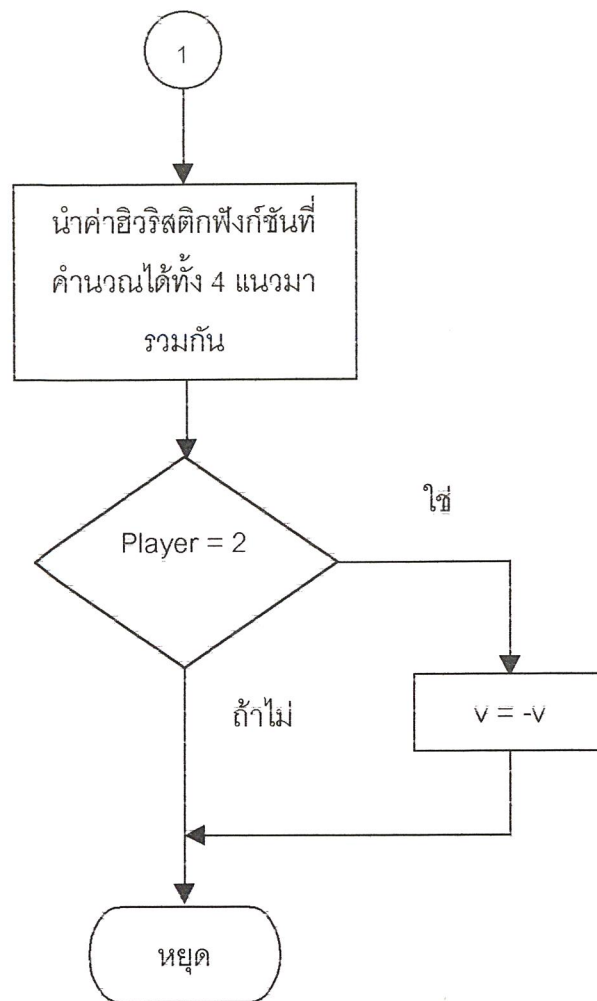 1
นำค่าฮิวริสติกฟังก์ชันที่
คำนวณได้ทั้ง 4 แนวมา
รวมกัน
Player = 2
ใช่
v = -v
ถ้าไม่
หยุด